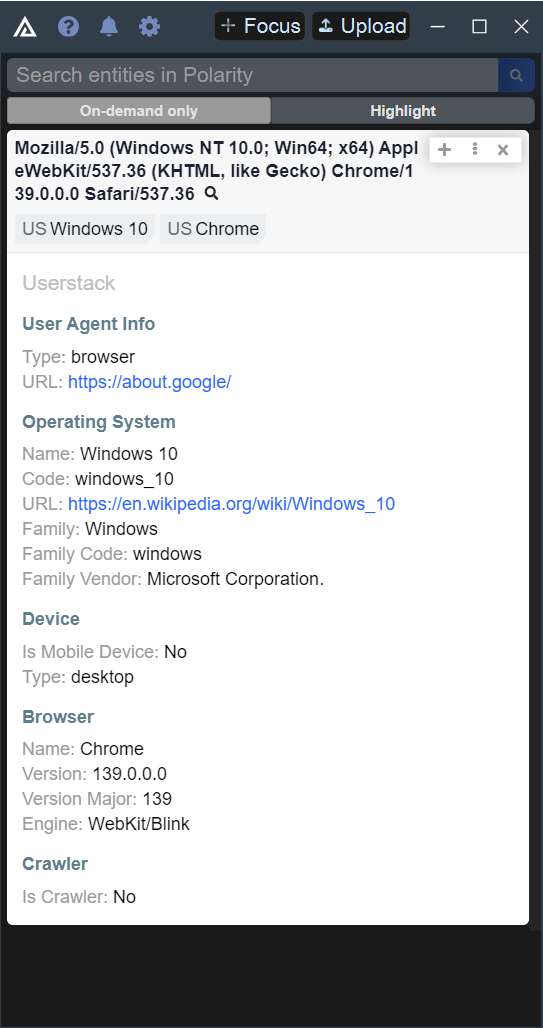 Focus
Upload
Search entities in Polarity
On-demand only
Highlight
Mozilla/5.0 (Windows NT 10.0; Win64; x64) Appl
eWebKit/537.36 (KHTML, like Gecko) Chrome/1
39.0.0.0 Safari/537.36
US Windows 10
US Chrome
Userstack
User Agent Info
Type: browser
URL: https://about.google/
Operating System
Name: Windows 10
Code: windows_10
URL: https://en.wikipedia.org/wiki/Windows_10
Family: Windows
Family Code: windows
Family Vendor: Microsoft Corporation.
Device
Is Mobile Device: No
Type: desktop
Browser
Name: Chrome
Version: 139.0.0.0
Version Major: 139
Engine: WebKit/Blink
Crawler
Is Crawler: No